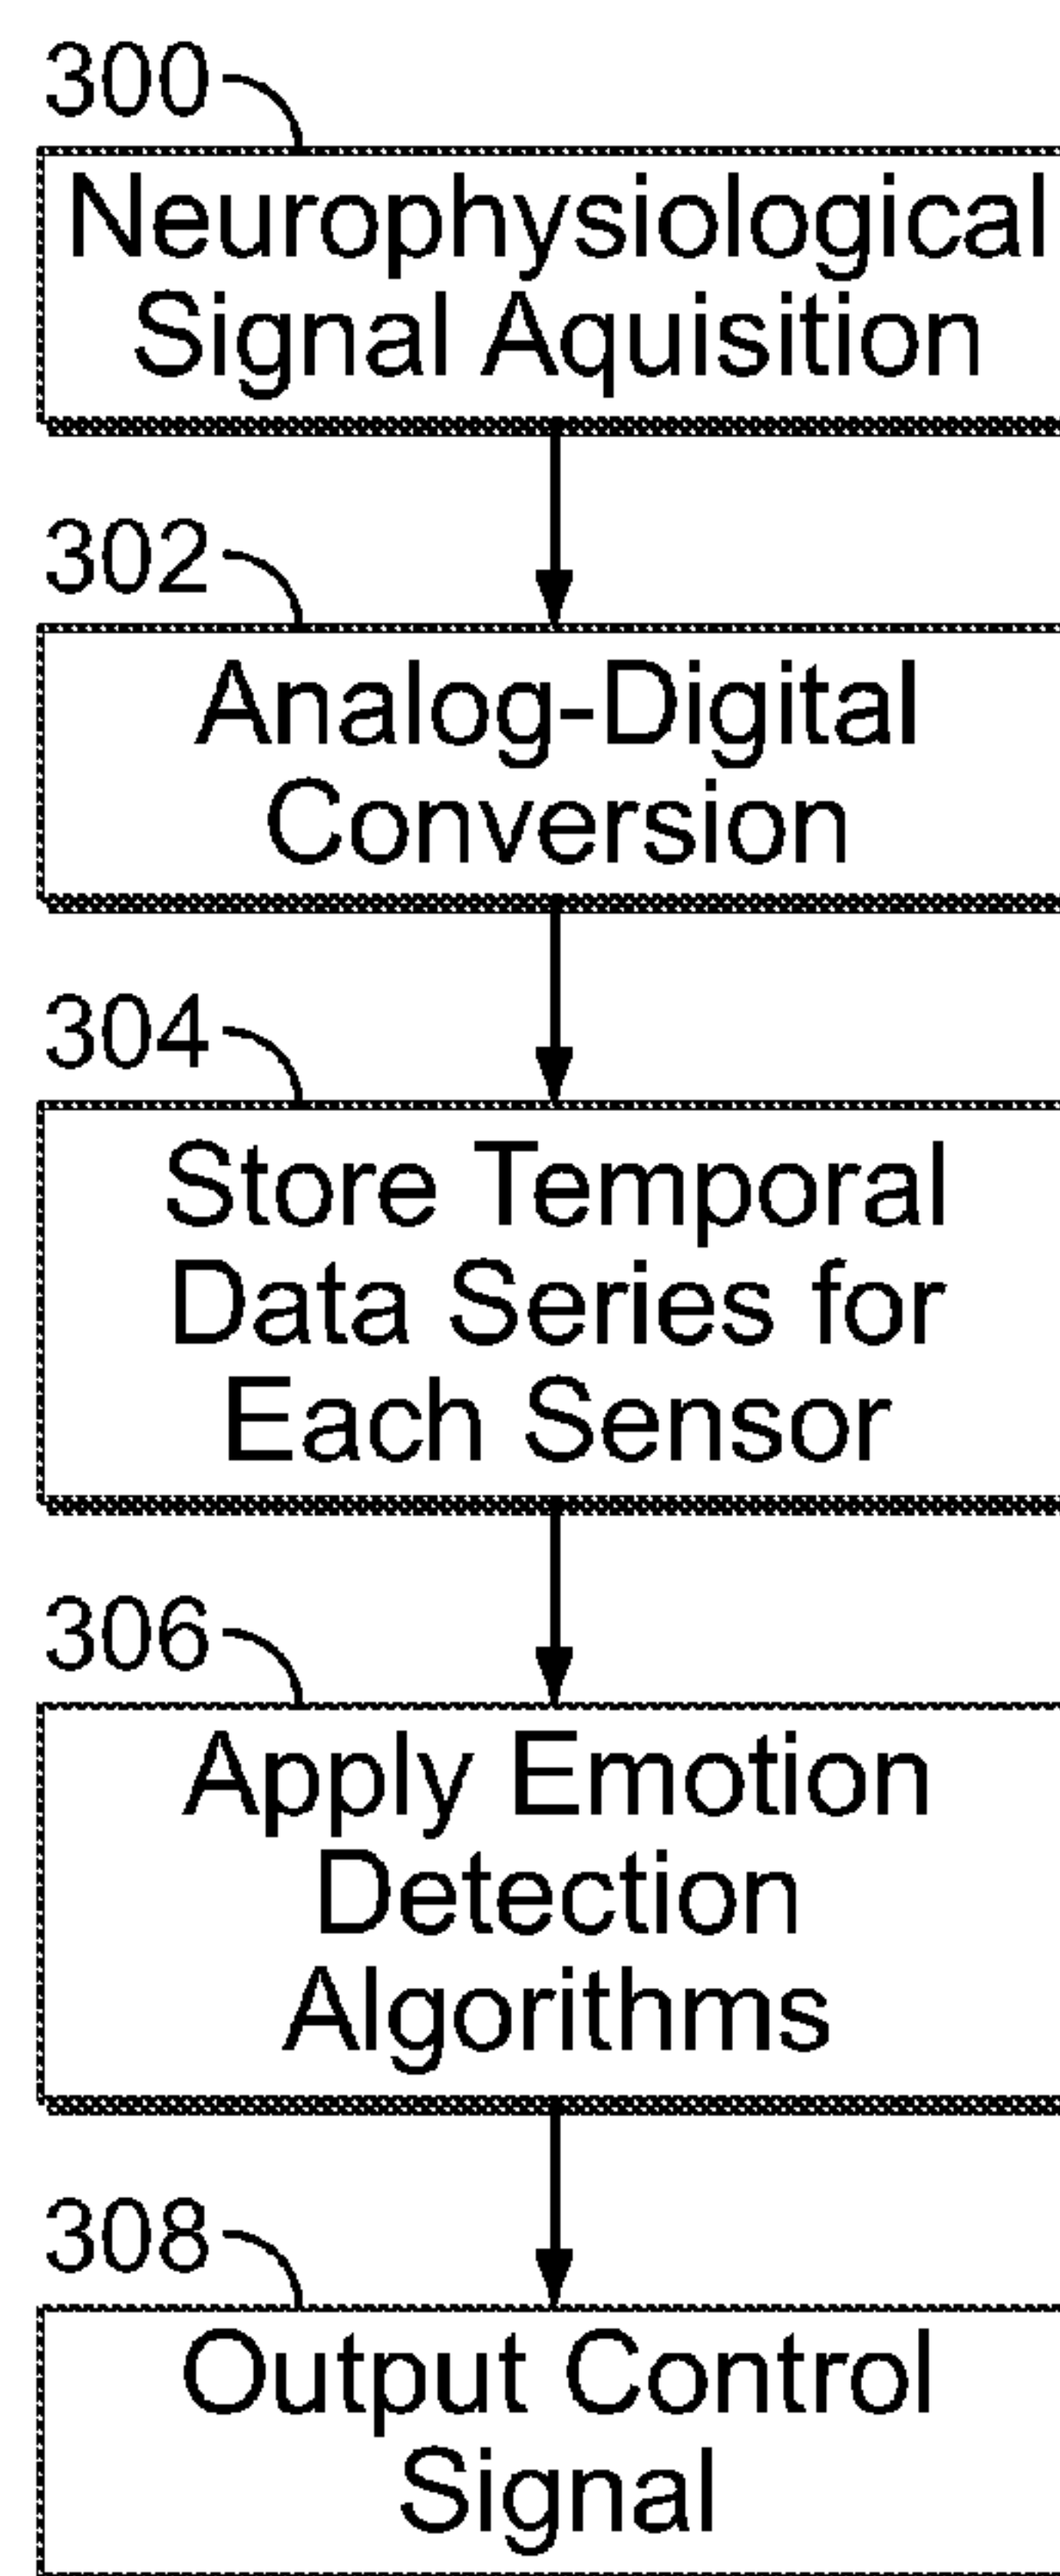 300
Neurophysiological
Signal Aquisition
302
Analog-Digital
Conversion
304
Store Temporal
Data Series for
Each Sensor
306
Apply Emotion
Detection
Algorithms
308
Output Control
Signal